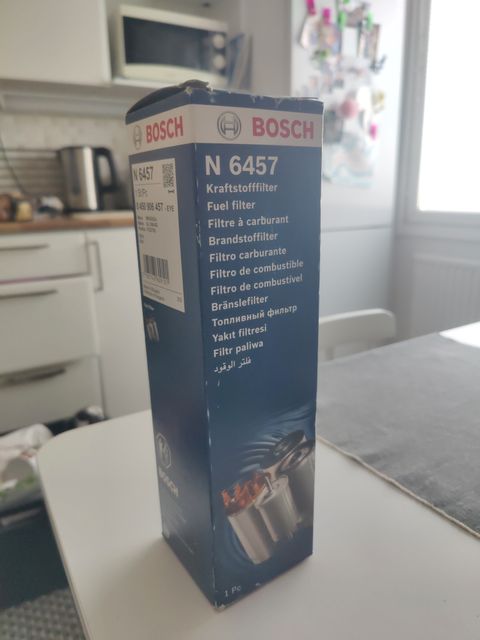 BOSCH
N 6457
0 450 906 457
BOSCH
BOSCH
N 6457
Kraftstofffilter
Fuel filter
Filtre à carburant
Brandstoffilter
Filtro carburante
Filtro de combustible
Filtro de combustível
Bränslefilter
Топливный фильтр
Yakıt filtresi
Filtr paliwa
فلتر الوقود
1 Pc